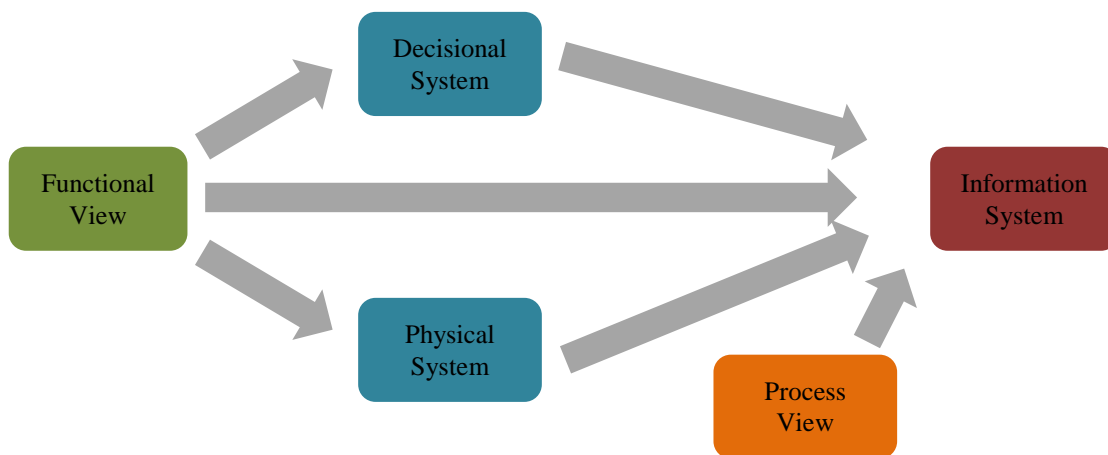 Decisional
System
Functional
View
Information
System
Physical
System
Process
View